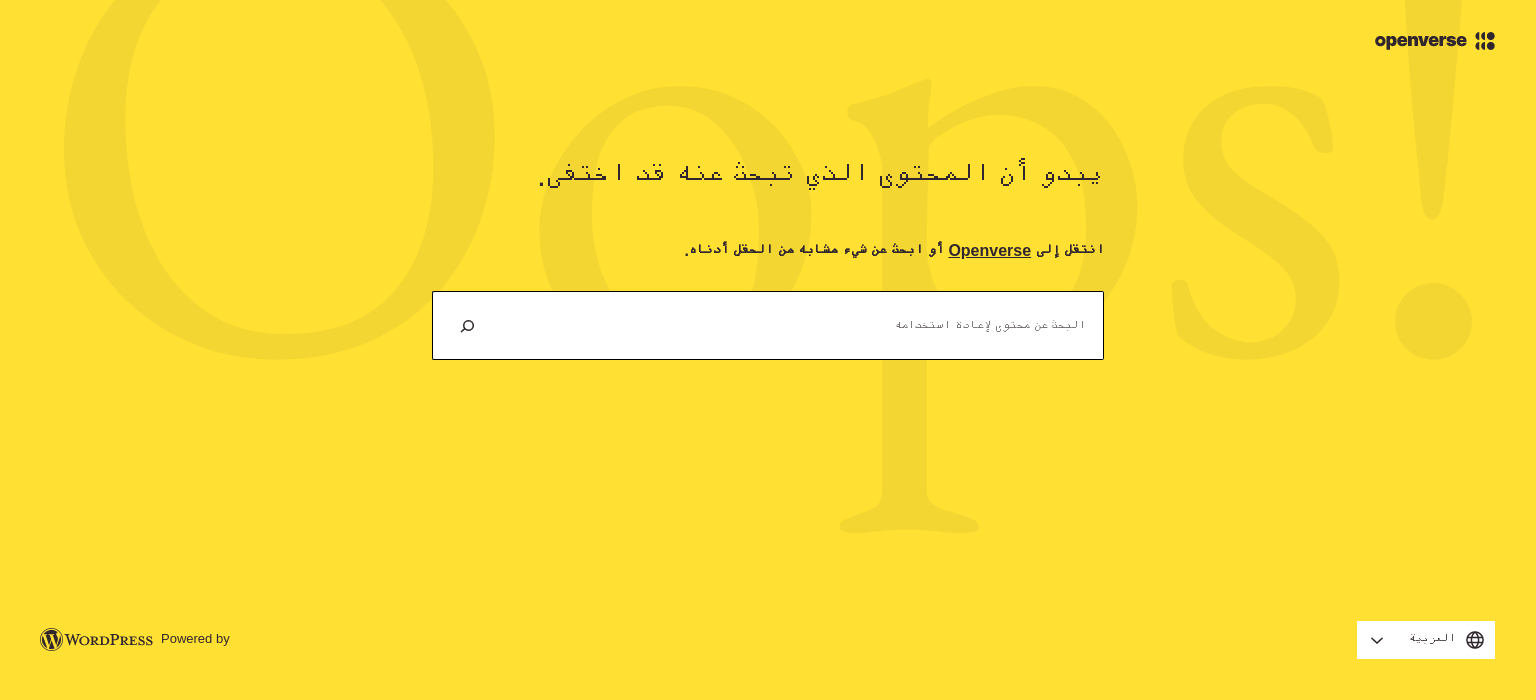 openverse
Oops!
يبدو أن المحتوى الذي تبحث عنه قد اختفى.
انتقل إلى Openverse أو ابحث عن شيء مشابه من الحقل أدناه.
البحث عن محتوى لإعادة استخدامه
العربية
Powered by WORDPRESS